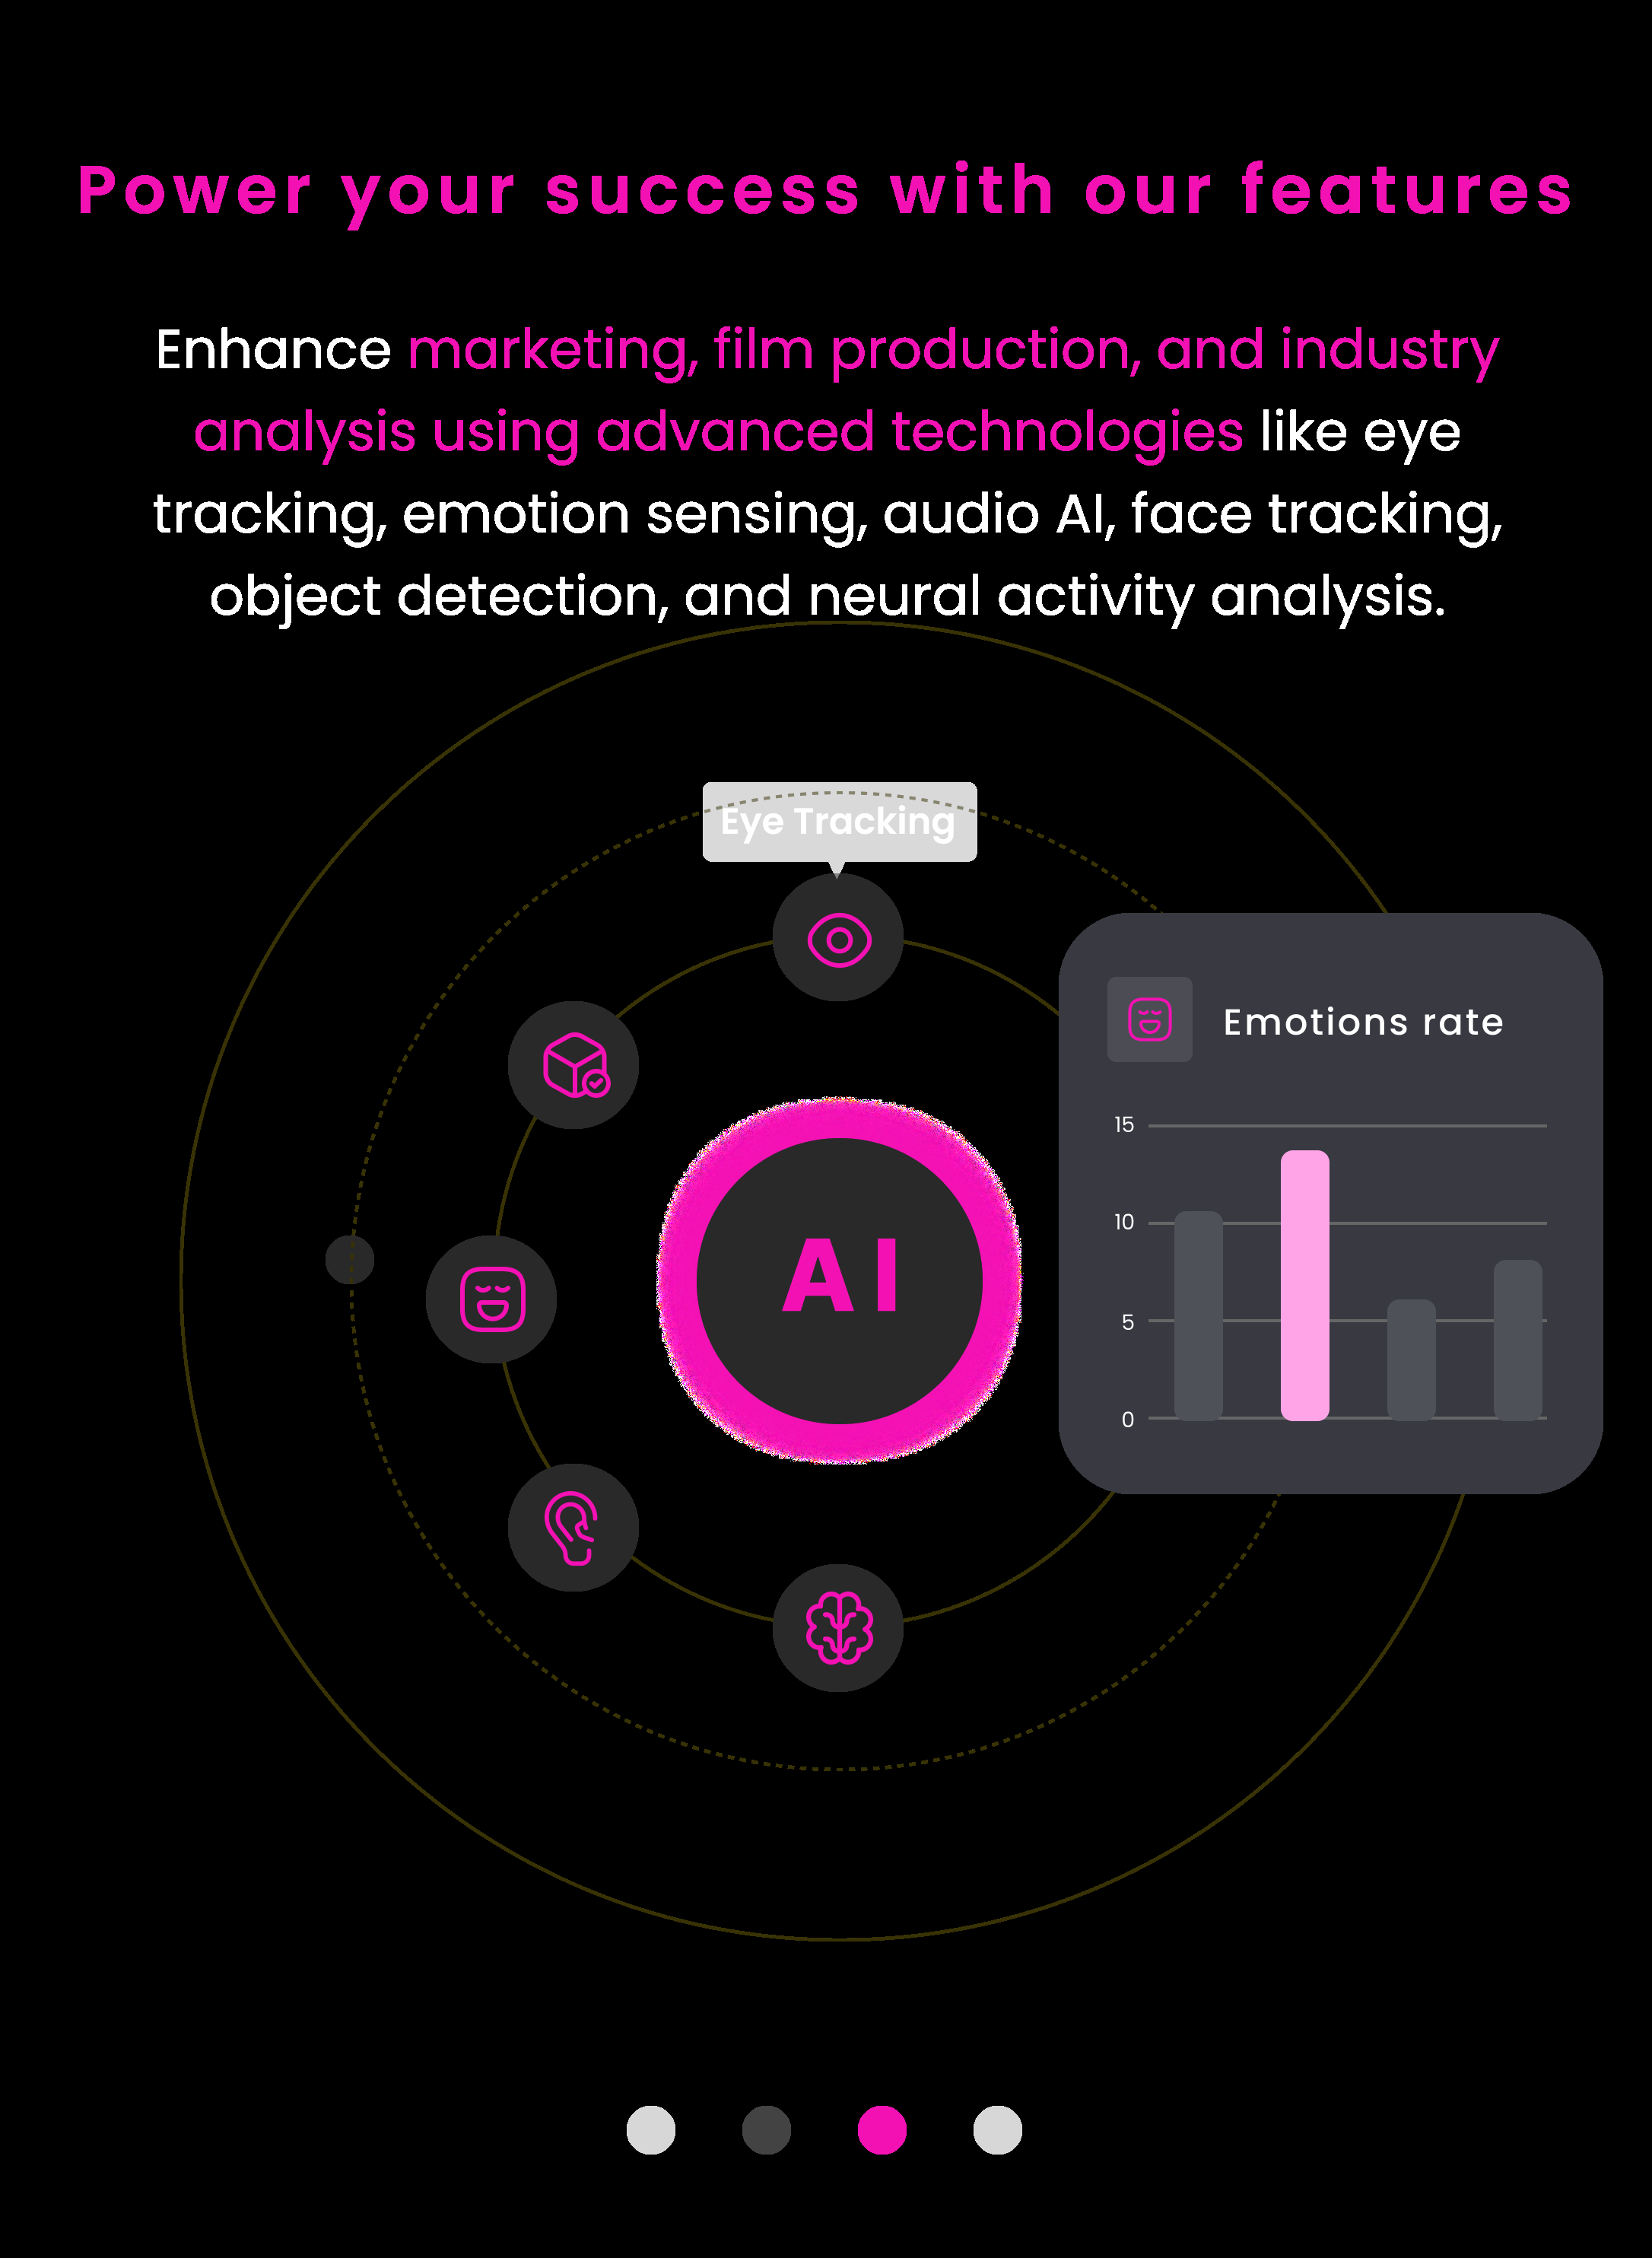 Power your success with our features
Enhance marketing, film production, and industry
analysis using advanced technologies like eye
tracking, emotion sensing, audio AI, face tracking,
object detection, and neural activity analysis.
Eye Tracking
AI
Emotions rate
15
10
5
0